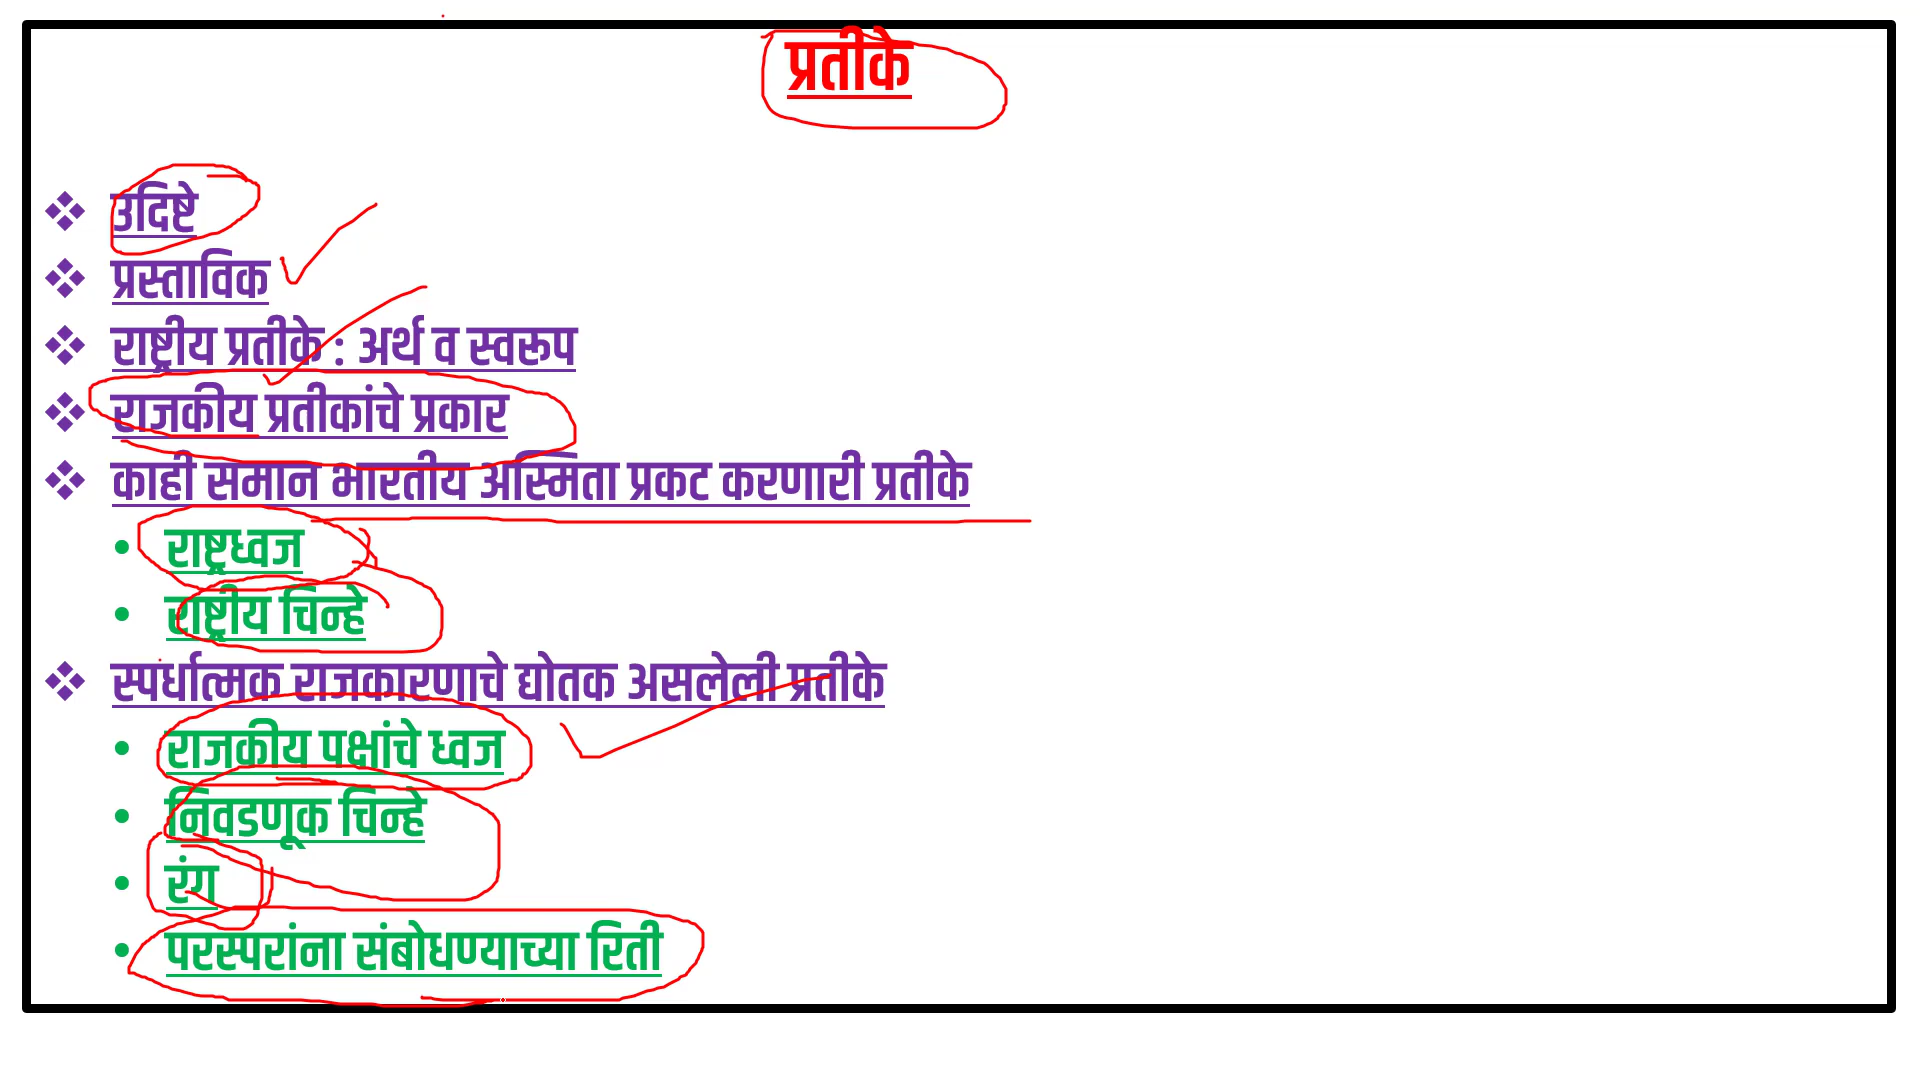 प्रतीके
❖ उदिष्टे
❖ प्रस्ताविक
❖ राष्ट्रीय प्रतीके : अर्थ व स्वरूप
❖ राजकीय प्रतीकांचे प्रकार
❖ काही समान भारतीय अस्मिता प्रकट करणारी प्रतीके
• राष्ट्रध्वज
• राष्ट्रीय चिन्हे
❖ स्पर्धात्मक राजकारणाचे द्योतक असलेली प्रतीके
• राजकीय पक्षांचे ध्वज
• निवडणूक चिन्हे
• रंग
• परस्परांना संबोधण्याच्या रिती